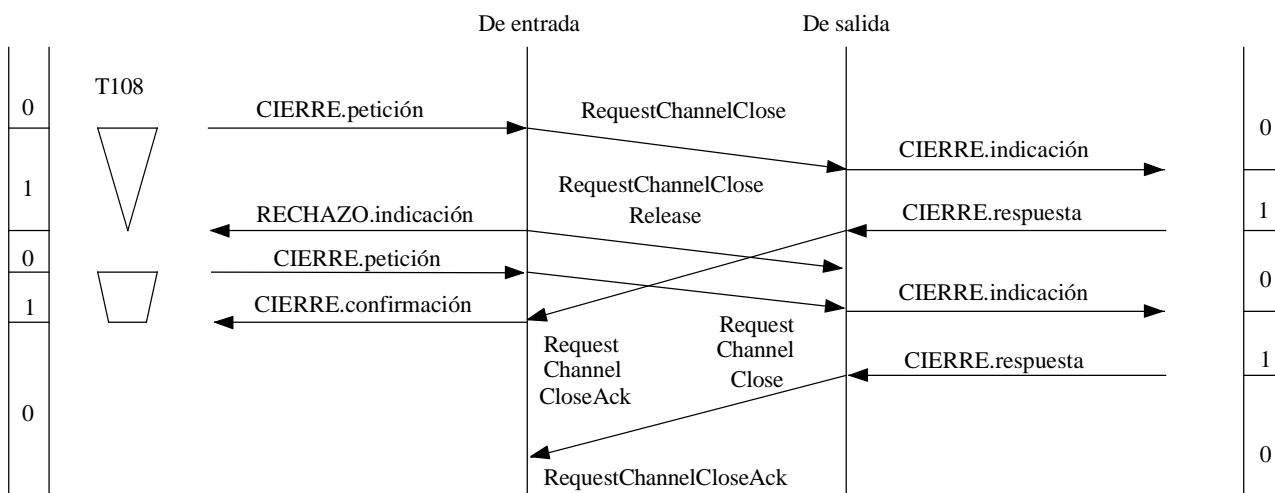 De entrada
De salida
T108
0
CIERRE.petición
RequestChannelClose
0
CIERRE.indicación
1
RequestChannelClose
Release
RECHAZO.indicación
CIERRE.respuesta
1
0
CIERRE.petición
0
1
CIERRE.confirmación
CIERRE.indicación
Request
Channel
CloseAck
Request
Channel
Close
CIERRE.respuesta
1
0
RequestChannelCloseAck
0